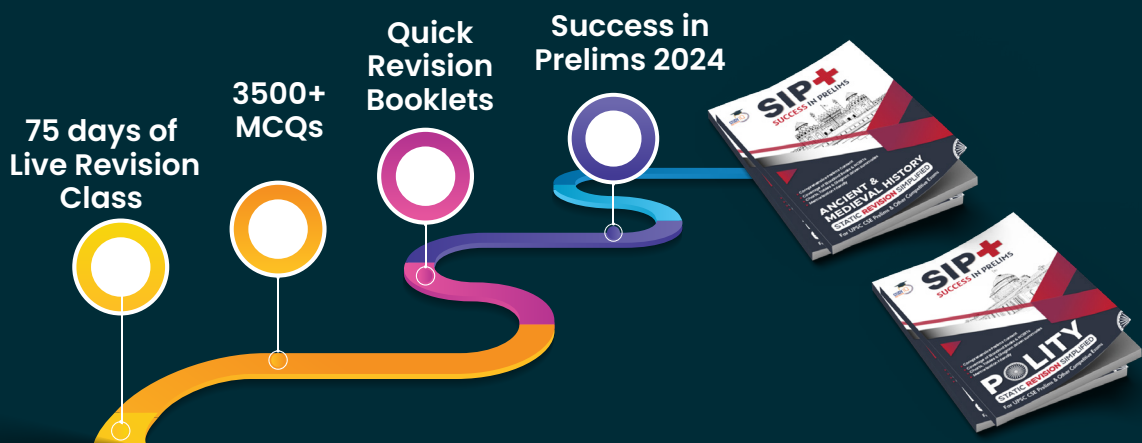 75 days of
Live Revision
Class
3500+
MCQs
Quick
Revision
Booklets
Success in
Prelims 2024
SIP+
SUCCESS IN PRELIMS
ANCIENT &
MEDIEVAL HISTORY
STATIC REVISION SIMPLIFIED
For UPSC CSE Prelims & Other Competitive Exams
SIP+
SUCCESS IN PRELIMS
POLITY
STATIC REVISION SIMPLIFIED
For UPSC CSE Prelims & Other Competitive Exams